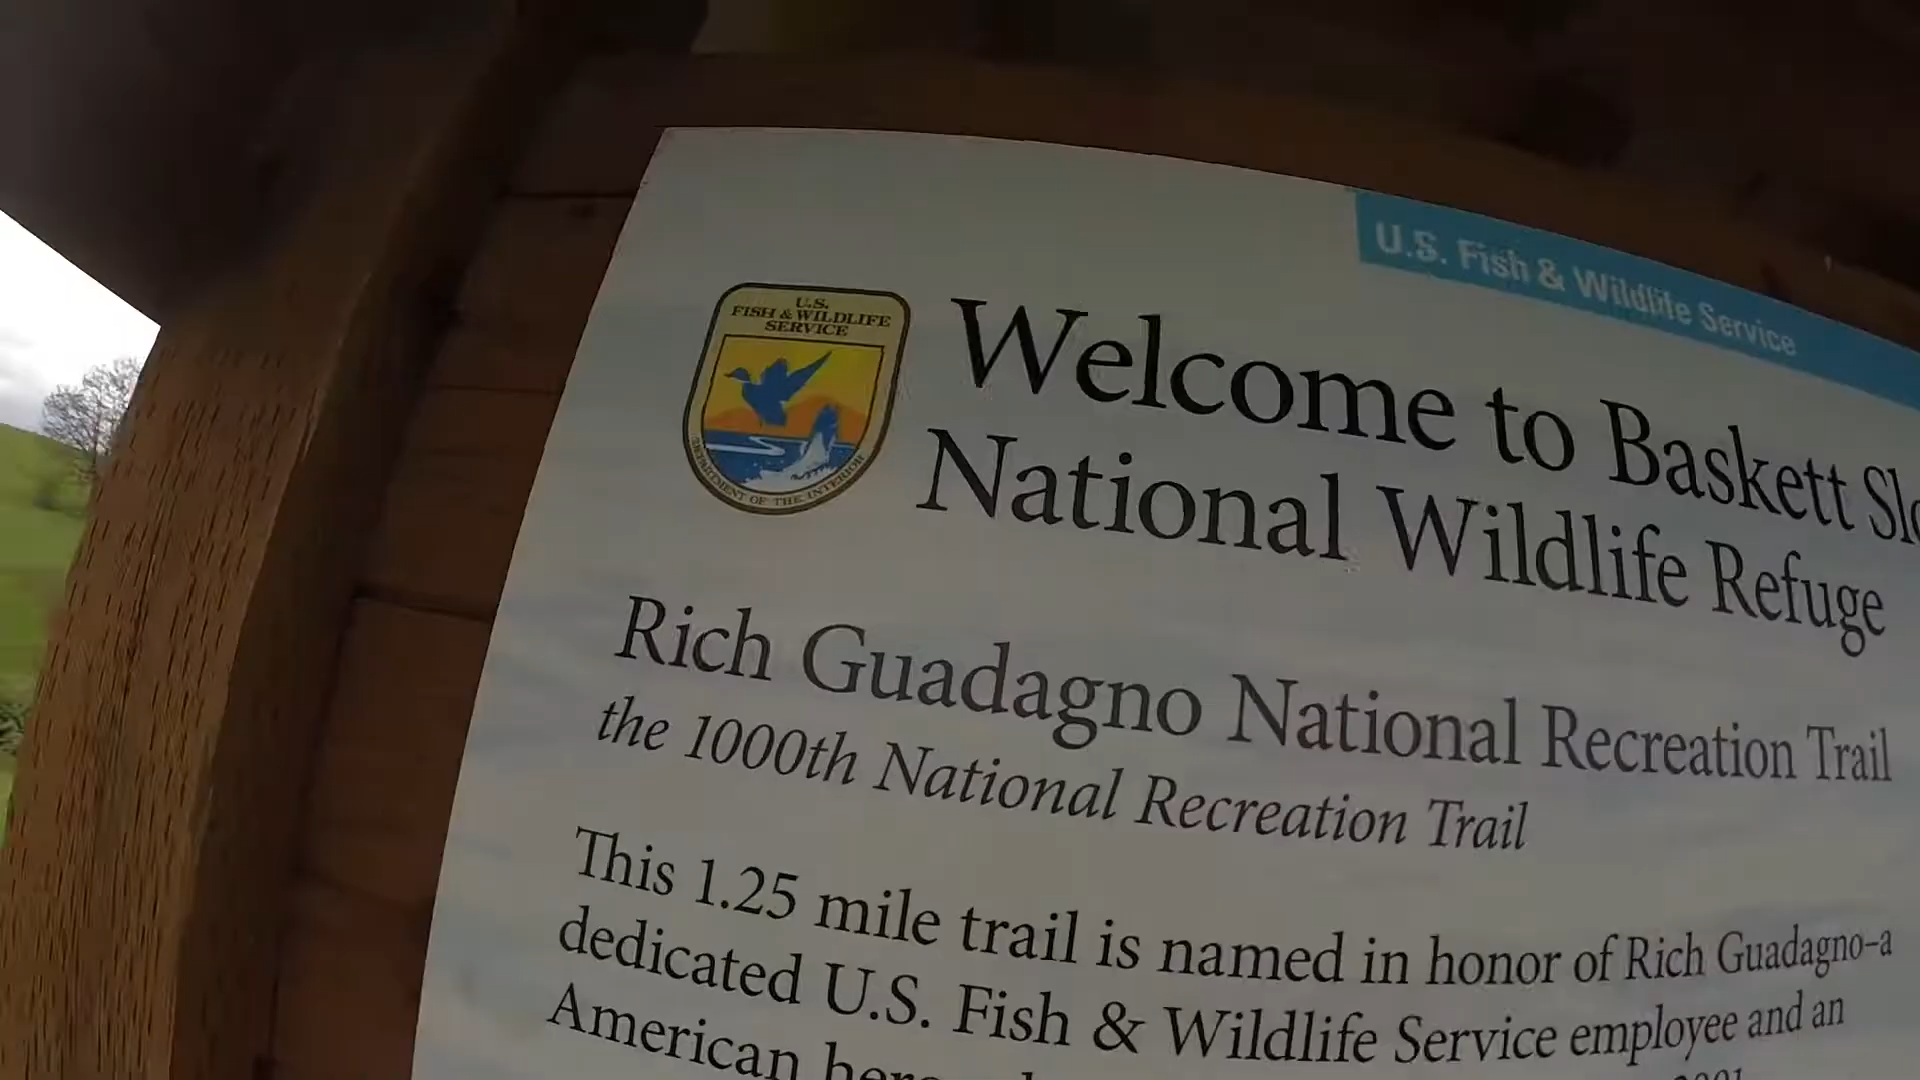 U.S. Fish & Wildlife Service
U.S.
FISH & WILDLIFE
SERVICE
DEPARTMENT OF THE INTERIOR
Welcome to Baskett
National Wildlife Refuge
Rich Guadagno National Recreation Trail
the 1000th National Recreation Trail
This 1.25 mile trail is named in honor of Rich Guadagno-a
dedicated U.S. Fish & Wildlife Service employee and an
American